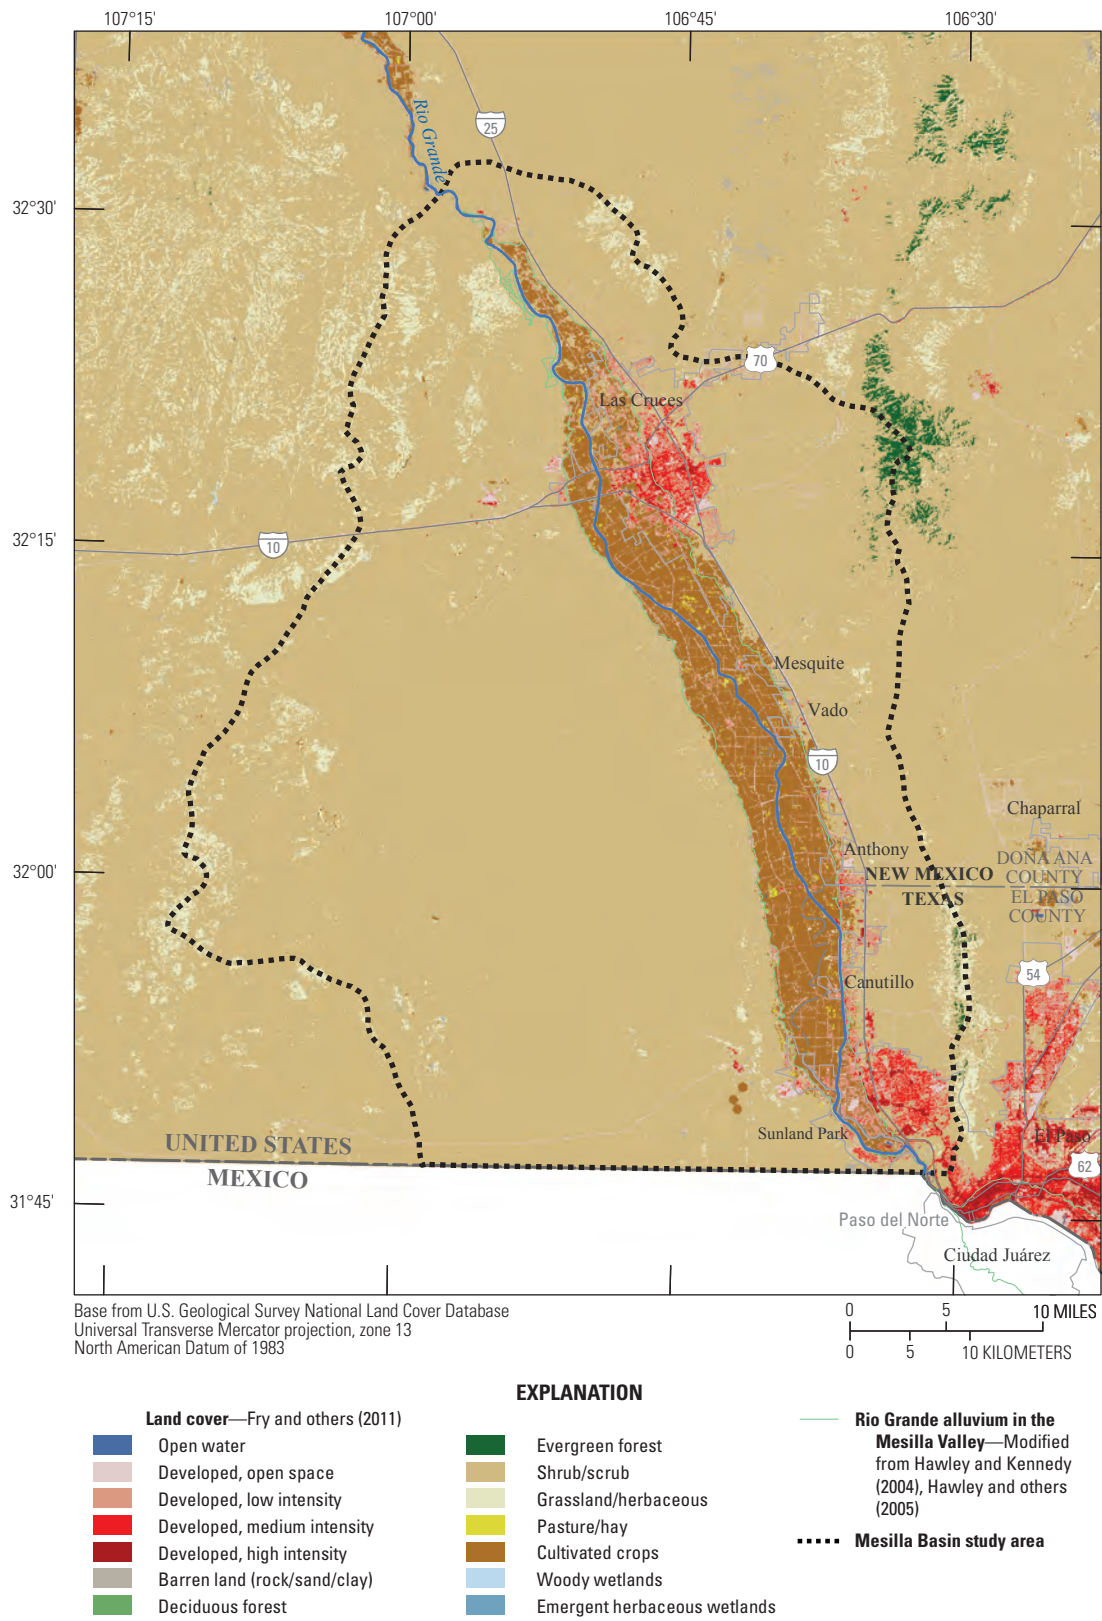 107°15'
107°00'
106°45'
106°30'
Rio Grande
25
32°30'
70
Las Cruces
32°15'
10
Mesquite
Vado
10
Chaparral
Anthony
32°00'
NEW MEXICO
TEXAS
DOÑA ANA
COUNTY
EL PASO
COUNTY
54
Canutillo
Sunland Park
El Paso
UNITED STATES
MEXICO
62
31°45'
Paso del Norte
Ciudad Juárez
Base from U.S. Geological Survey National Land Cover Database
Universal Transverse Mercator projection, zone 13
North American Datum of 1983
0 5 10 MILES
0 5 10 KILOMETERS
EXPLANATION
Land cover—Fry and others (2011)
Open water
Developed, open space
Developed, low intensity
Developed, medium intensity
Developed, high intensity
Barren land (rock/sand/clay)
Deciduous forest
Evergreen forest
Shrub/scrub
Grassland/herbaceous
Pasture/hay
Cultivated crops
Woody wetlands
Emergent herbaceous wetlands
Rio Grande alluvium in the
Mesilla Valley—Modified
from Hawley and Kennedy
(2004), Hawley and others
(2005)
Mesilla Basin study area